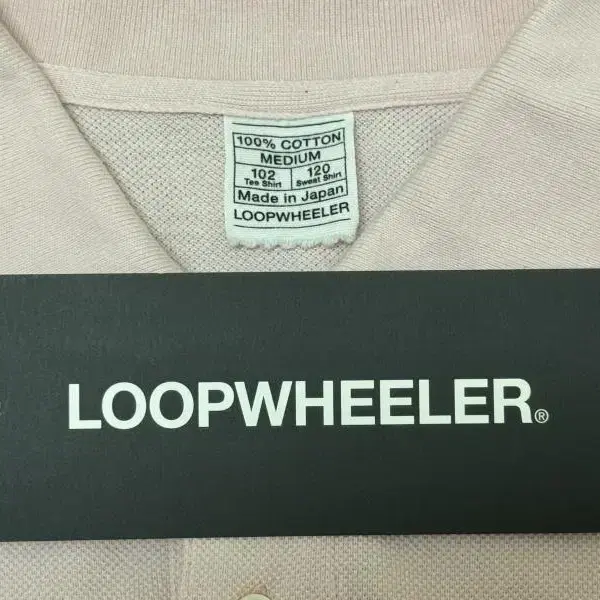 100% COTTON
MEDIUM
102 120
Tee Shirt Sweat Shirt
Made in Japan
LOOPWHEELER
LOOPWHEELER®